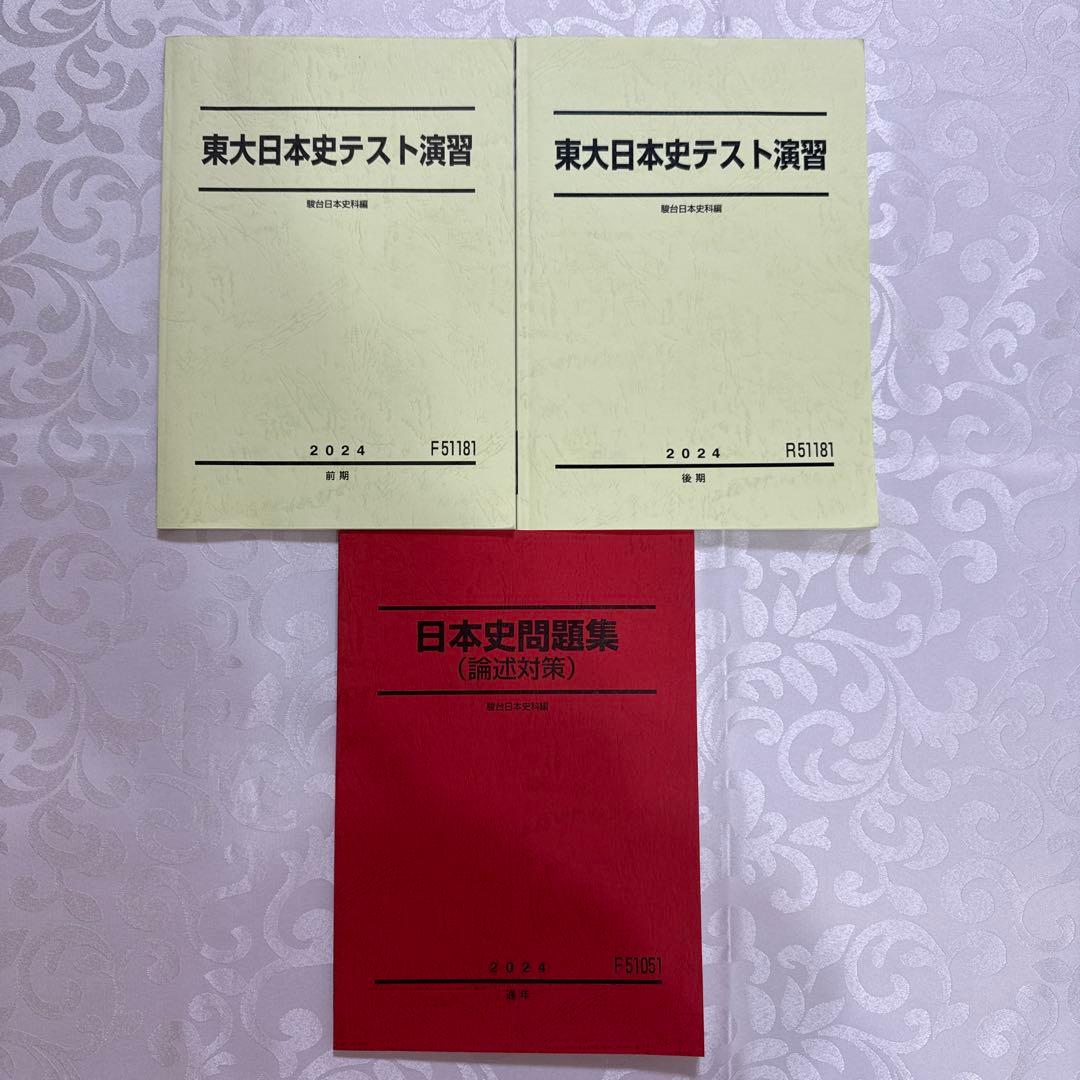 東大日本史テスト演習
駿台日本史科編
2024 F51181
前期
東大日本史テスト演習
駿台日本史科編
2024 R51181
後期
日本史問題集
(論述対策)
駿台日本史科編
2024 F51051
通年